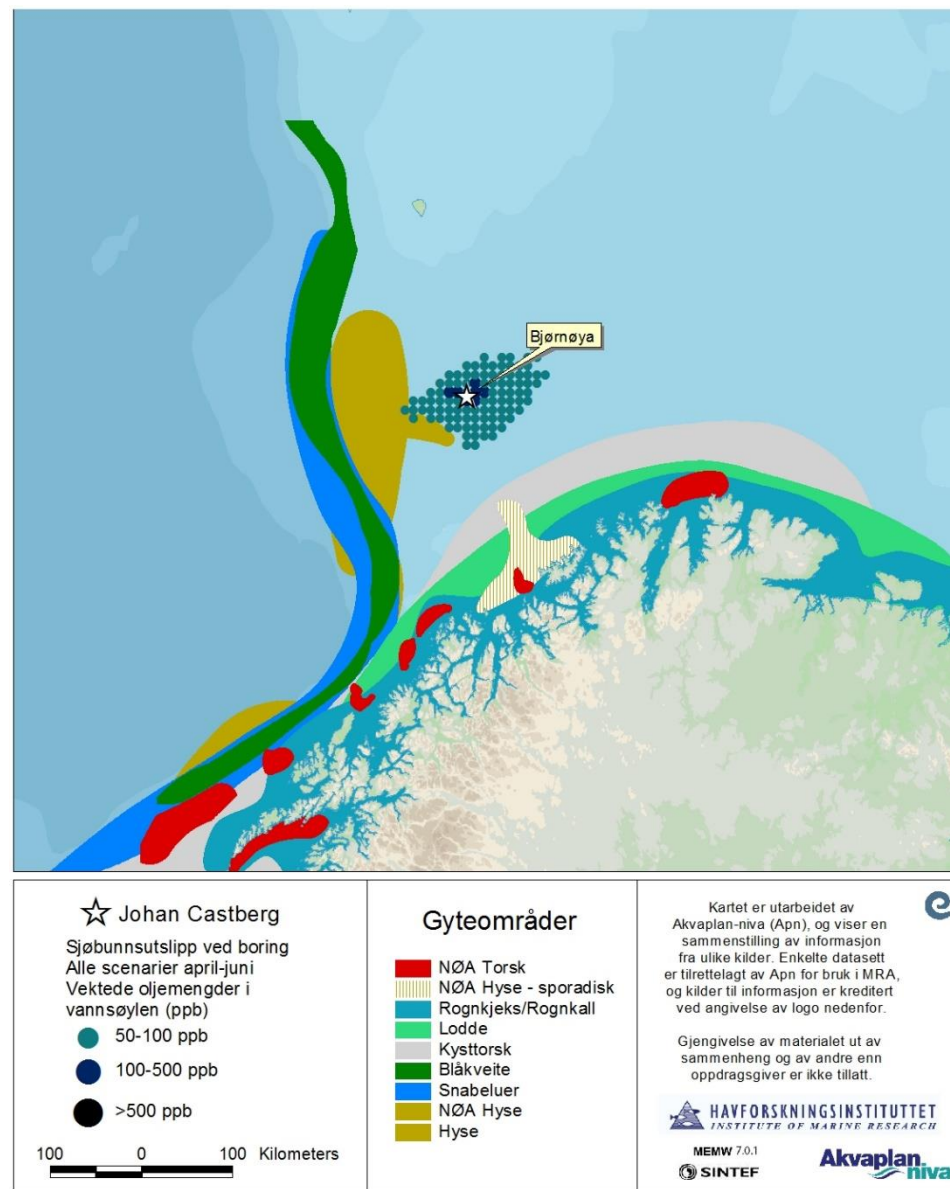 Bjørnøya
Johan Castberg
Sjøbunnsutslipp ved boring
Alle scenarier april-juni
Vektede oljemengder i
vannsøylen (ppb)
50-100 ppb
100-500 ppb
>500 ppb
100 0 100 Kilometers
Gyteområder
NØA Torsk
NØA Hyse - sporadisk
Rognkjeks/Rognkall
Lodde
Kysttorsk
Blåkveite
Snabeluer
NØA Hyse
Hyse
Kartet er utarbeidet av
Akvaplan-niva (Apn), og viser en
sammenstilling av informasjon
fra ulike kilder. Enkelte datasett
er tilrettelagt av Apn for bruk i MRA,
og kilder til informasjon er kreditert
ved angivelse av logo nedenfor.
Gjengivelse av materialet ut av
sammenheng og av andre enn
oppdragsgiver er ikke tillatt.
HAVFORSKNINGSINSTITUTTET
INSTITUTE OF MARINE RESEARCH
MEMW 7.0.1
SINTEF
Akvaplan
niva